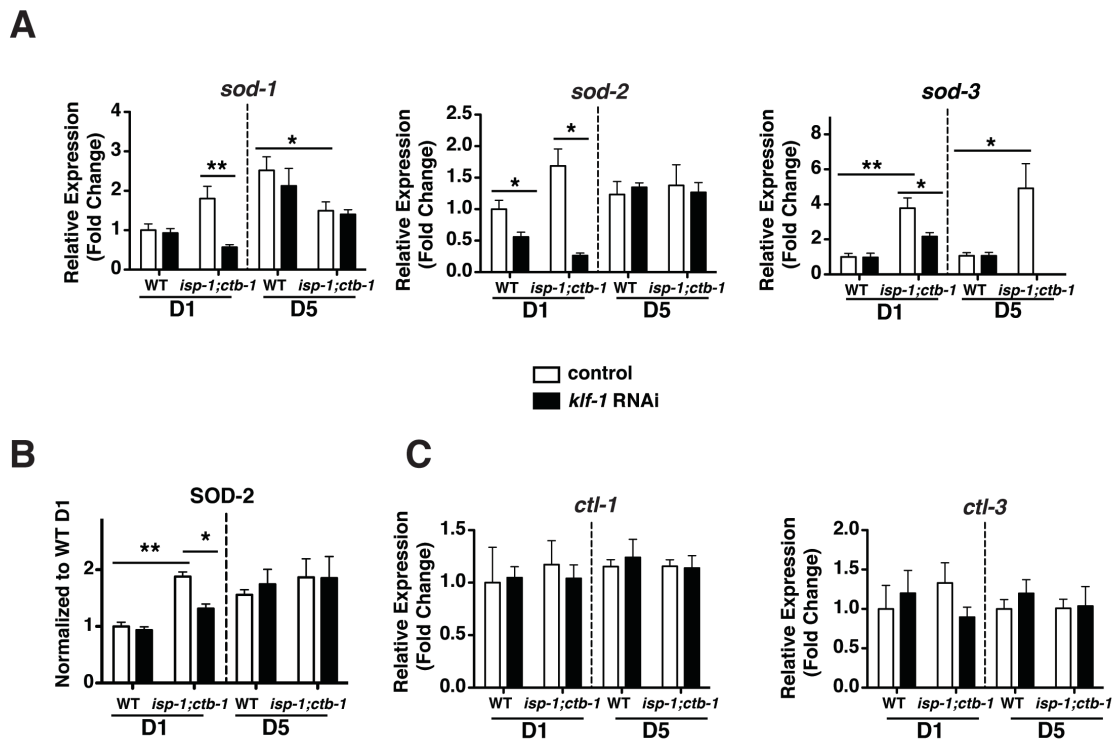 A
sod-1
Relative Expression
(Fold Change)
4
3
2
1
0
**
*
WT isp-1;ctb-1 WT isp-1;ctb-1
D1 D5
sod-2
Relative Expression
(Fold Change)
2.5
2.0
1.5
1.0
0.5
0.0
*
*
WT isp-1;ctb-1 WT isp-1;ctb-1
D1 D5
sod-3
Relative Expression
(Fold Change)
8
6
4
2
0
**
*
*
WT isp-1;ctb-1 WT isp-1;ctb-1
D1 D5
control
klf-1 RNAi
B
SOD-2
Normalized to WT D1
2
1
0
**
*
WT isp-1;ctb-1 WT isp-1;ctb-1
D1 D5
C
ctl-1
Relative Expression
(Fold Change)
1.5
1.0
0.5
0.0
WT isp-1;ctb-1 WT isp-1;ctb-1
D1 D5
ctl-3
Relative Expression
(Fold Change)
2.0
1.5
1.0
0.5
0.0
WT isp-1;ctb-1 WT isp-1;ctb-1
D1 D5